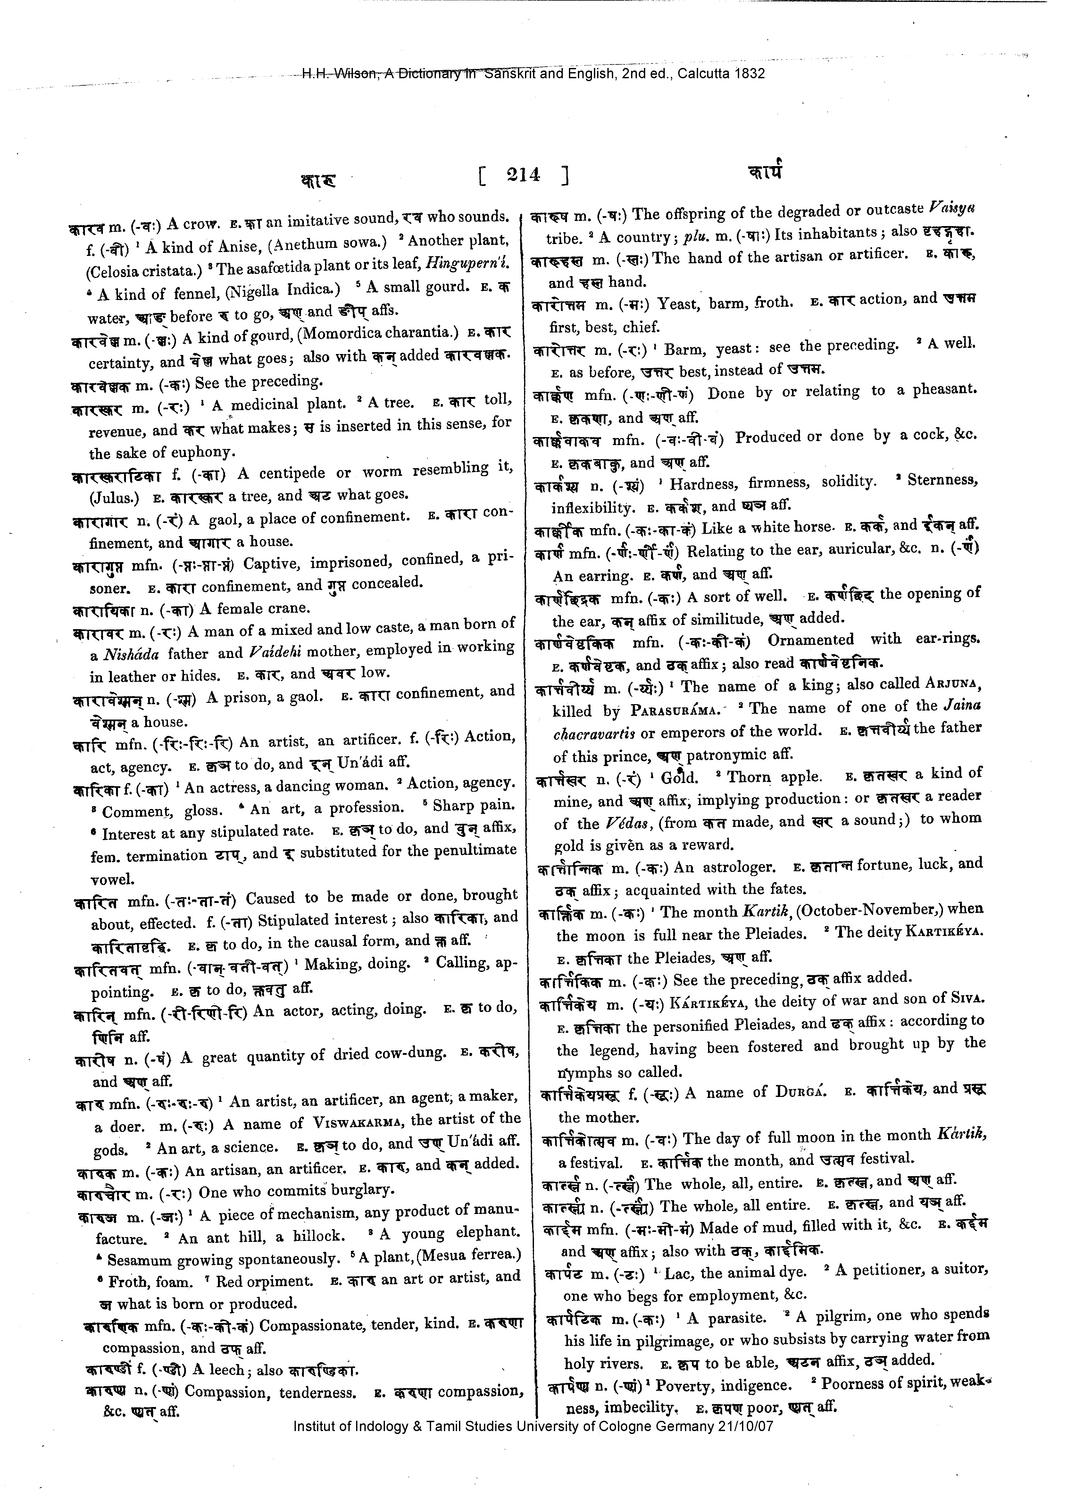 H.H. Wilson, A Dictionary in Sanskrit and English, 2nd ed., Calcutta 1832
कारू [ 214 ] कार्य
कारव m. (-वः) A crow. E. का an imitative sound, रव who sounds.
f. (-वी) ¹ A kind of Anise, (Anethum sowa.) ² Another plant,
(Celosia cristata.) ³ The asafœtida plant or its leaf, Hingupern'í.
⁴ A kind of fennel, (Nigella Indica.) ⁵ A small gourd. E. क
water, आङ् before रु to go, अण् and ङीप् affs.
कारवेल्ल m. (-ल्लः) A kind of gourd, (Momordica charantia.) E. कार
certainty, and वेल्ल what goes; also with कन् added कारवल्लक.
कारवेल्लक m. (-कः) See the preceding.
कारस्कर m. (-रः) ¹ A medicinal plant. ² A tree. E. कार toll,
revenue, and कर what makes; स is inserted in this sense, for
the sake of euphony.
कारस्कराटिका f. (-का) A centipede or worm resembling it,
(Julus.) E. कारस्कर a tree, and अट what goes.
कारागार n. (-रं) A gaol, a place of confinement. E. कारा con-
finement, and आगार a house.
कारागुप्त mfn. (-प्तः-प्ता-प्तं) Captive, imprisoned, confined, a pri-
soner. E. कारा confinement, and गुप्त concealed.
कारायिका n. (-का) A female crane.
कारावर m. (-रः) A man of a mixed and low caste, a man born of
a Nisháda father and Vaidehi mother, employed in working
in leather or hides. E. कार, and अवर low.
कारावेश्मन् n. (-श्म) A prison, a gaol. E. कारा confinement, and
वेश्मन् a house.
कारि mfn. (-रिः-रिः-रि) An artist, an artificer. f. (-रिः) Action,
act, agency. E. कृञ् to do, and इन् Un'ádi aff.
कारिका f. (-का) ¹ An actress, a dancing woman. ² Action, agency.
³ Comment, gloss. ⁴ An art, a profession. ⁵ Sharp pain.
⁶ Interest at any stipulated rate. E. कृञ् to do, and वुन् affix,
fem. termination टाप्, and इ substituted for the penultimate
vowel.
कारित mfn. (-तः-ता-तं) Caused to be made or done, brought
about, effected. f. (-ता) Stipulated interest; also कारिका, and
कारितावृद्धि. E. कृ to do, in the causal form, and क्त aff.
कारितवत् mfn. (-वान्-वती-वत्) ¹ Making, doing. ² Calling, ap-
pointing. E. कृ to do, क्तवतु aff.
कारिन् mfn. (-री-रिणी-रि) An actor, acting, doing. E. कृ to do,
णिनि aff.
कारीष n. (-षं) A great quantity of dried cow-dung. E. करीष,
and अण् aff.
कारु mfn. (-रुः-रुः-रु) ¹ An artist, an artificer, an agent, a maker,
a doer. m. (-रुः) A name of VISWAKARMA, the artist of the
gods. ² An art, a science. E. कृञ् to do, and उण् Un'ádi aff.
कारुक m. (-कः) An artisan, an artificer. E. कारु, and कन् added.
कारुचौर m. (-रः) One who commits burglary.
कारुज m. (-जः) ¹ A piece of mechanism, any product of manu-
facture. ² An ant hill, a hillock. ³ A young elephant.
⁴ Sesamum growing spontaneously. ⁵ A plant, (Mesua ferrea.)
⁶ Froth, foam. ⁷ Red orpiment. E. कारु an art or artist, and
ज what is born or produced.
कारुणिक mfn. (-कः-की-कं) Compassionate, tender, kind. E. करुणा
compassion, and ठक् aff.
कारुण्डी f. (-ण्डी) A leech; also कारुण्डिका.
कारुण्य n. (-ण्यं) Compassion, tenderness. E. करुणा compassion,
&c. ष्यत् aff.
कारूष m. (-षः) The offspring of the degraded or outcaste Vaisya
tribe. ² A country; plu. m. (-षाः) Its inhabitants; also
कारूहस्त m. (-स्तः) The hand of the artisan or artificer. E. कारू,
and हस्त hand.
कारोत्तम m. (-मः) Yeast, barm, froth. E. कार action, and उत्तम
first, best, chief.
कारोत्तर m. (-रः) ¹ Barm, yeast: see the preceding. ² A well.
E. as before, उत्तर best, instead of उत्तम.
कार्क्कण mfn. (-णः-णी-णं) Done by or relating to a pheasant.
E. कृकणा, and अण् aff.
कार्क्कवाकव mfn. (-वः-वी-वं) Produced or done by a cock, &c.
E. कृकवाकु, and अण् aff.
कार्कश्य n. (-श्यं) ¹ Hardness, firmness, solidity. ² Sternness,
inflexibility. E. कर्कश, and ष्यञ aff.
कार्क्कीक mfn. (-कः-का-कं) Like a white horse. E. कर्क, and ईकन् aff.
कार्ण mfn. (-र्णः-र्णी-र्णं) Relating to the ear, auricular, &c. n. (-र्णं)
An earring. E. कर्ण, and अण् aff.
कार्णछिद्रक mfn. (-कः) A sort of well. E. कर्णछिद् the opening of
the ear, कन् affix of similitude, अण् added.
कार्णवेष्टकिक mfn. (-कः-की-कं) Ornamented with ear-rings.
E. कर्णवेष्टक, and ठक् affix; also read कार्णवेष्टनिक.
कार्त्तवीर्य्य m. (-र्य्यः) ¹ The name of a king; also called ARJUNA,
killed by PARASURÁMA. ² The name of one of the Jaina
chacravartis or emperors of the world. E. कृतवीर्य्य the father
of this prince, अण् patronymic aff.
कार्त्तस्वर n. (-रं) ¹ Gold. ² Thorn apple. E. कृतस्वर a kind of
mine, and अण् affix, implying production: or कृतस्वर a reader
of the Védas, (from कृत made, and स्वर a sound;) to whom
gold is given as a reward.
कार्त्तान्तिक m. (-कः) An astrologer. E. कृतान्त fortune, luck, and
ठक् affix; acquainted with the fates.
कार्त्तिक m. (-कः) ¹ The month Kartik, (October-November,) when
the moon is full near the Pleiades. ² The deity KARTIKÉYA.
E. कृत्तिका the Pleiades, अण् aff.
कार्त्तिकिक m. (-कः) See the preceding, ठक् affix added.
कार्त्तिकेय m. (-यः) KÁRTIKÉYA, the deity of war and son of SIVA.
E. कृत्तिका the personified Pleiades, and ढक् affix: according to
the legend, having been fostered and brought up by the
nymphs so called.
कार्त्तिकेयप्रसू f. (-सूः) A name of DURGÁ. E. कार्त्तिकेय, and प्रसू
the mother.
कार्त्तिकोत्सव m. (-वः) The day of full moon in the month Kártik,
a festival. E. कार्त्तिक the month, and उत्सव festival.
कार्त्स्न n. (-र्त्स्नं) The whole, all, entire. E. कृत्स्न, and अण् aff.
कार्त्स्न्य n. (-र्त्स्न्यं) The whole, all entire. E. कृत्स्न, and यञ् aff.
कार्द्दम mfn. (-मः-मी-मं) Made of mud, filled with it, &c. E. कर्द्दम
and अण् affix; also with ठक्, कार्द्दमिक.
कार्पट m. (-टः) ¹ Lac, the animal dye. ² A petitioner, a suitor,
one who begs for employment, &c.
कार्पटिक m. (-कः) ¹ A parasite. ² A pilgrim, one who spends
his life in pilgrimage, or who subsists by carrying water from
holy rivers. E. कृप to be able, अटन affix, ठञ् added.
कार्पण्य n. (-ण्यं) ¹ Poverty, indigence. ² Poorness of spirit, weak-
ness, imbecility. E. कृपण poor, ष्यत् aff.
Institut of Indology & Tamil Studies University of Cologne Germany 21/10/07